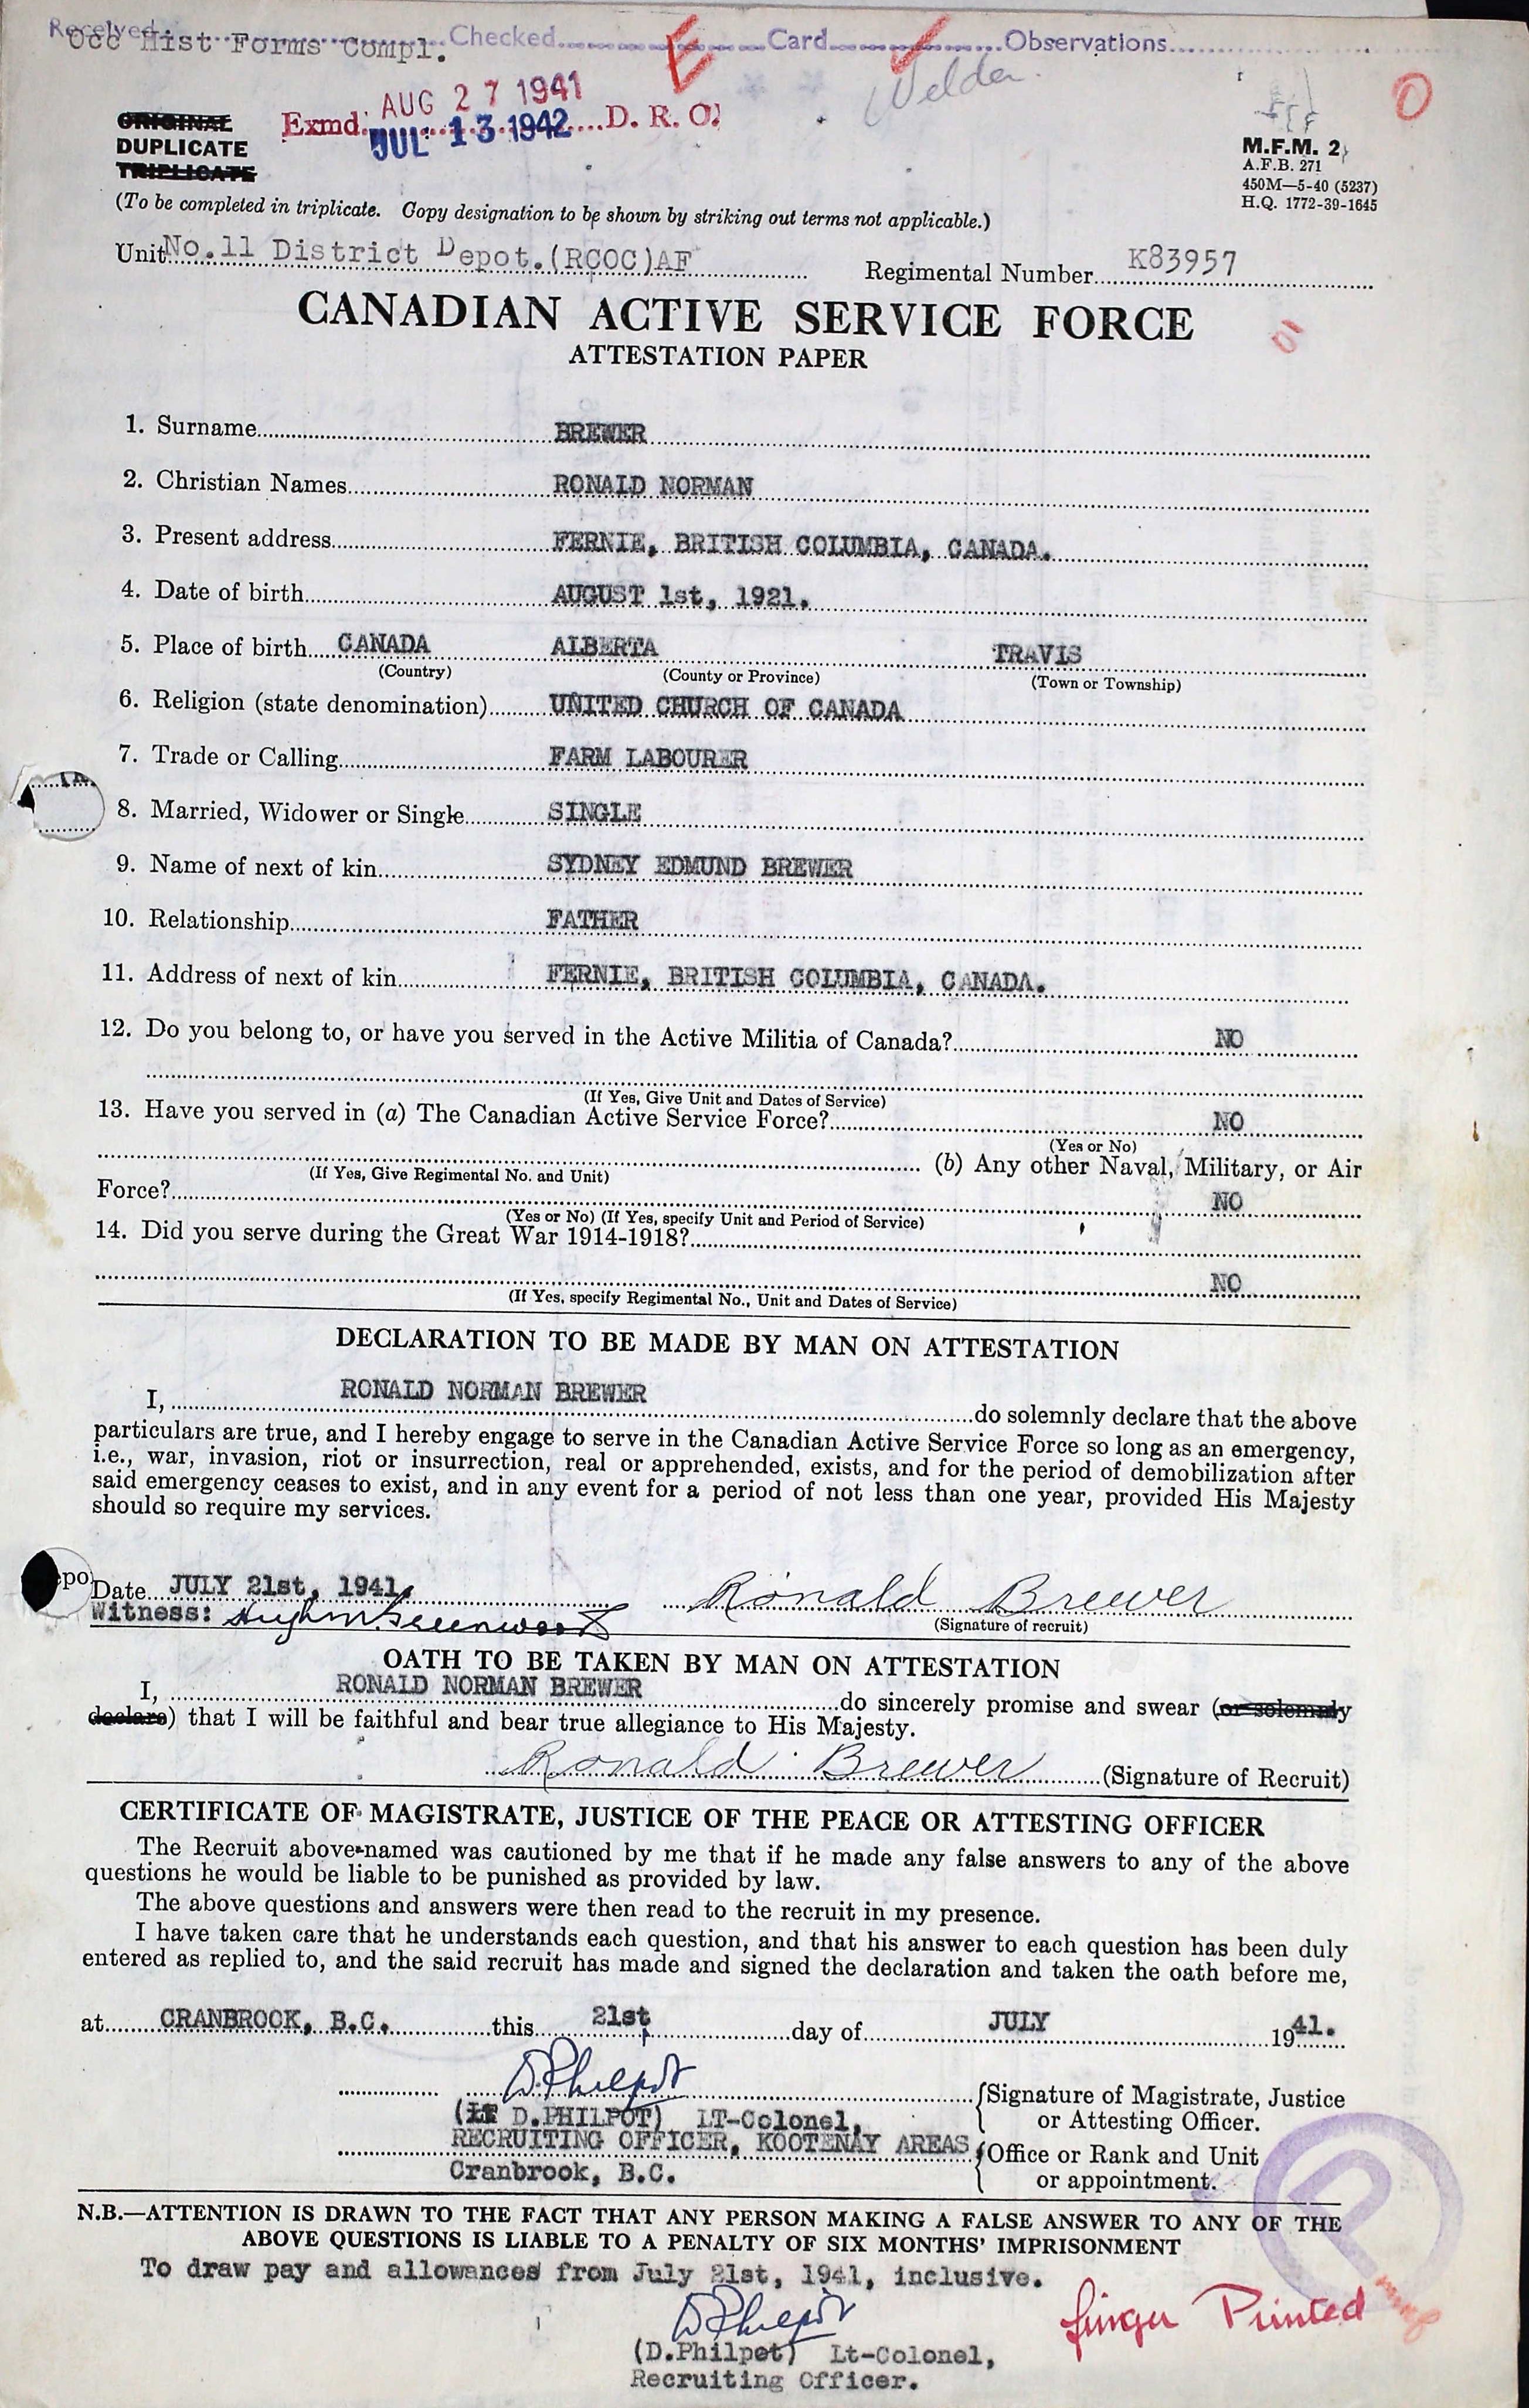 Received............Checked............Card............Observations............
Occ Hist Forms Compl.
E
Welder
O
AUG 27 1941
Exmd. JUL 13 1942 D. R. O.
ORIGINAL
DUPLICATE
TRIPLICATE
M.F.M. 2
A.F.B. 271
450M—5-40 (5237)
H.Q. 1772-39-1645
(To be completed in triplicate. Copy designation to be shown by striking out terms not applicable.)
Unit No.11 District Depot.(RCOC)AF Regimental Number K83957
CANADIAN ACTIVE SERVICE FORCE
ATTESTATION PAPER
1. Surname BREWER
2. Christian Names RONALD NORMAN
3. Present address FERNIE, BRITISH COLUMBIA, CANADA.
4. Date of birth AUGUST 1st, 1921.
5. Place of birth CANADA ALBERTA TRAVIS
(Country) (County or Province) (Town or Township)
6. Religion (state denomination) UNITED CHURCH OF CANADA
7. Trade or Calling FARM LABOURER
8. Married, Widower or Single SINGLE
9. Name of next of kin SYDNEY EDMUND BREWER
10. Relationship FATHER
11. Address of next of kin FERNIE, BRITISH COLUMBIA, CANADA.
12. Do you belong to, or have you served in the Active Militia of Canada? NO
(If Yes, Give Unit and Dates of Service)
13. Have you served in (a) The Canadian Active Service Force? NO
(Yes or No)
(b) Any other Naval, Military, or Air
(If Yes, Give Regimental No. and Unit)
Force? NO
(Yes or No) (If Yes, specify Unit and Period of Service)
14. Did you serve during the Great War 1914-1918?
NO
(If Yes, specify Regimental No., Unit and Dates of Service)
DECLARATION TO BE MADE BY MAN ON ATTESTATION
I, RONALD NORMAN BREWER do solemnly declare that the above
particulars are true, and I hereby engage to serve in the Canadian Active Service Force so long as an emergency,
i.e., war, invasion, riot or insurrection, real or apprehended, exists, and for the period of demobilization after
said emergency ceases to exist, and in any event for a period of not less than one year, provided His Majesty
should so require my services.
Date JULY 21st, 1941. Ronald Brewer
Witness: Hugh M. Greenwood (Signature of recruit)
OATH TO BE TAKEN BY MAN ON ATTESTATION
I, RONALD NORMAN BREWER do sincerely promise and swear (or solemnly
declare) that I will be faithful and bear true allegiance to His Majesty.
Ronald Brewer (Signature of Recruit)
CERTIFICATE OF MAGISTRATE, JUSTICE OF THE PEACE OR ATTESTING OFFICER
The Recruit above-named was cautioned by me that if he made any false answers to any of the above
questions he would be liable to be punished as provided by law.
The above questions and answers were then read to the recruit in my presence.
I have taken care that he understands each question, and that his answer to each question has been duly
entered as replied to, and the said recruit has made and signed the declaration and taken the oath before me,
at CRANBROOK, B.C. this 21st day of JULY 1941.
D. Philpot Signature of Magistrate, Justice
(D.PHILPOT) LT-Colonel, or Attesting Officer.
RECRUITING OFFICER, KOOTENAY AREAS Office or Rank and Unit
Cranbrook, B.C. or appointment.
N.B.—ATTENTION IS DRAWN TO THE FACT THAT ANY PERSON MAKING A FALSE ANSWER TO ANY OF THE
ABOVE QUESTIONS IS LIABLE TO A PENALTY OF SIX MONTHS' IMPRISONMENT
To draw pay and allowances from July 21st, 1941, inclusive.
D Philpot
finger Printed
(D.Philpot) Lt-Colonel,
Recruiting Officer.